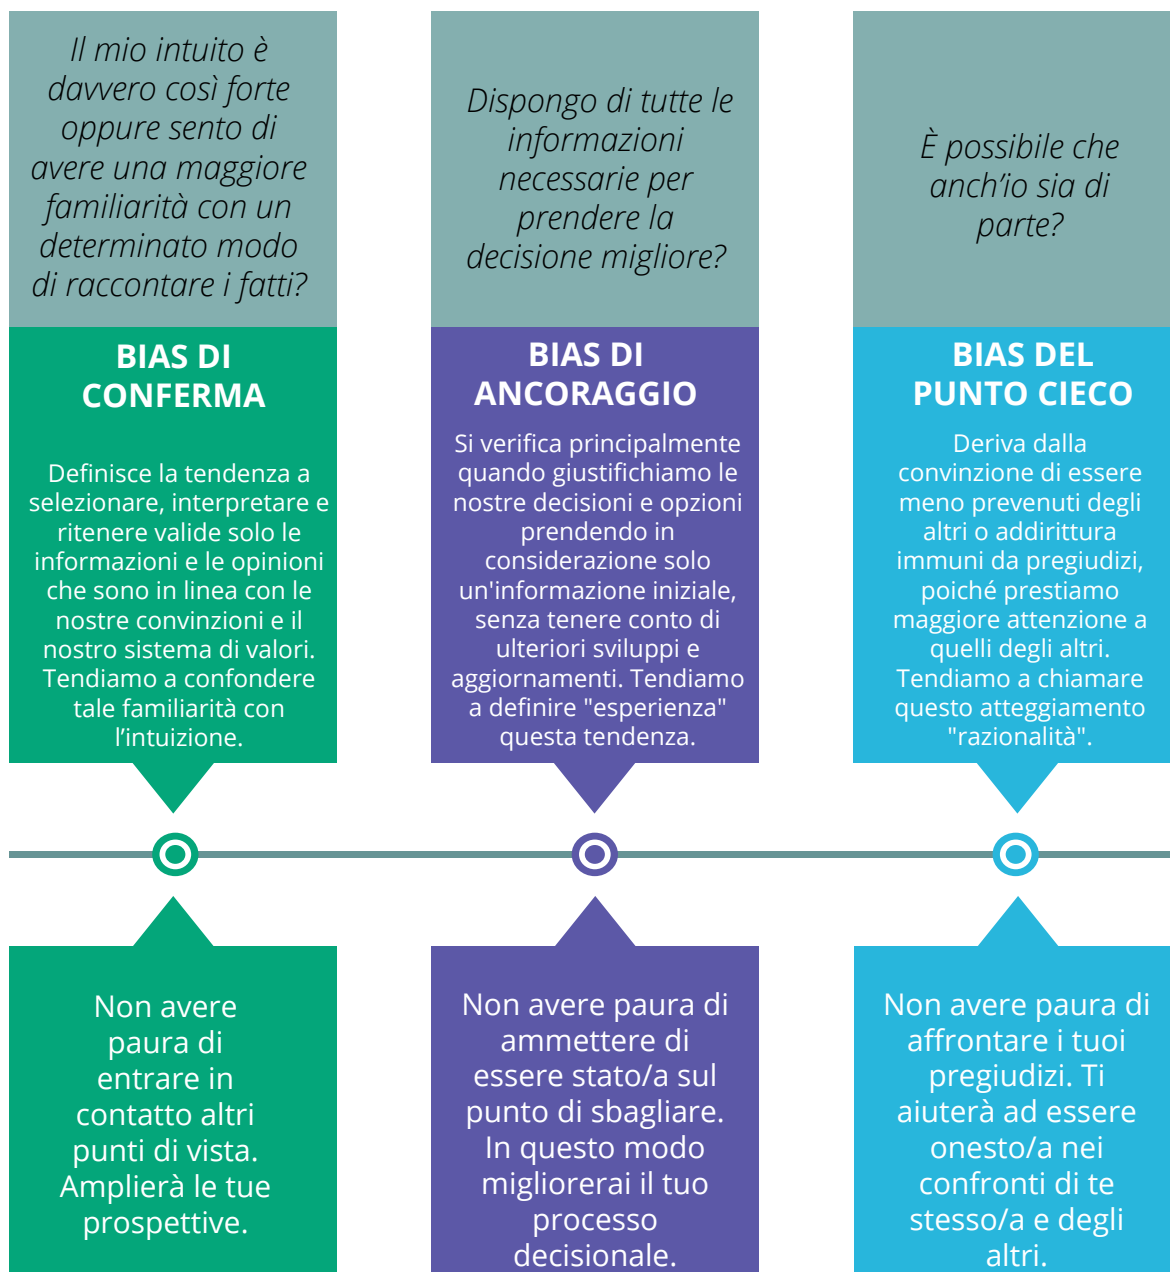 Il mio intuito è
davvero così forte
oppure sento di
avere una maggiore
familiarità con un
determinato modo
di raccontare i fatti?
BIAS DI
CONFERMA
Definisce la tendenza a
selezionare, interpretare e
ritenere valide solo le
informazioni e le opinioni
che sono in linea con le
nostre convinzioni e il
nostro sistema di valori.
Tendiamo a confondere
tale familiarità con
l’intuizione.
Non avere
paura di
entrare in
contatto altri
punti di vista.
Amplierà le tue
prospettive.
Dispongo di tutte le
informazioni
necessarie per
prendere la
decisione migliore?
BIAS DI
ANCORAGGIO
Si verifica principalmente
quando giustifichiamo le
nostre decisioni e opzioni
prendendo in
considerazione solo
un'informazione iniziale,
senza tenere conto di
ulteriori sviluppi e
aggiornamenti. Tendiamo
a definire "esperienza"
questa tendenza.
Non avere paura di
ammettere di
essere stato/a sul
punto di sbagliare.
In questo modo
migliorerai il tuo
processo
decisionale.
È possibile che
anch’io sia di
parte?
BIAS DEL
PUNTO CIECO
Deriva dalla
convinzione di essere
meno prevenuti degli
altri o addirittura
immuni da pregiudizi,
poiché prestiamo
maggiore attenzione a
quelli degli altri.
Tendiamo a chiamare
questo atteggiamento
"razionalità".
Non avere paura di
affrontare i tuoi
pregiudizi. Ti
aiuterà ad essere
onesto/a nei
confronti di te
stesso/a e degli
altri.